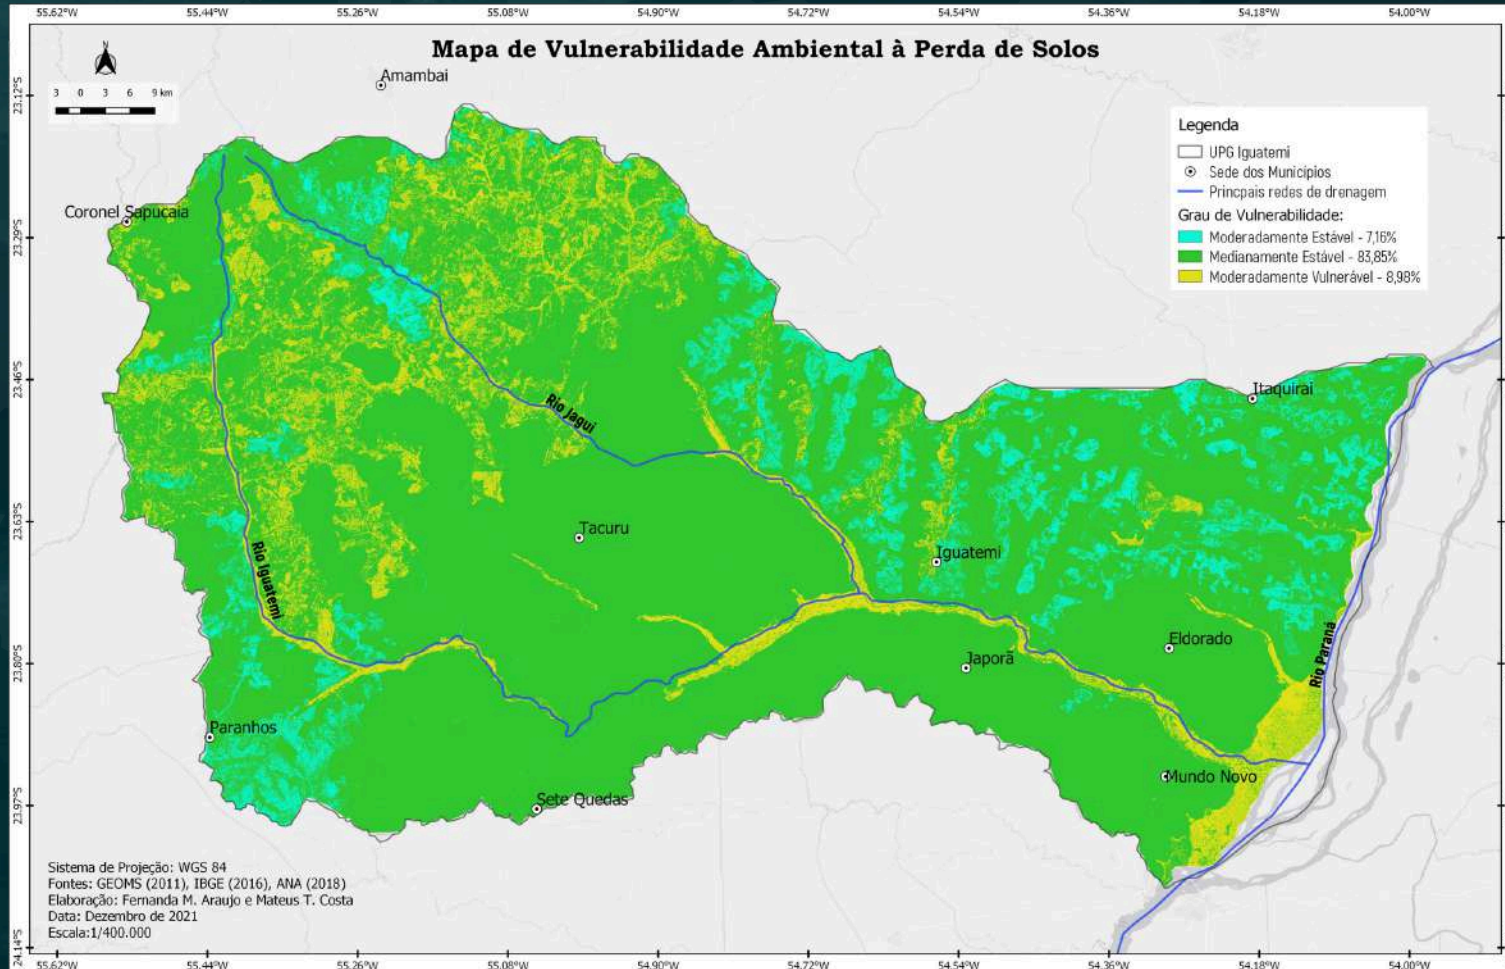 55.62°W 55.44°W 55.26°W 55.08°W 54.90°W 54.72°W 54.54°W 54.36°W 54.18°W 54.00°W
Mapa de Vulnerabilidade Ambiental à Perda de Solos
N
3 0 3 6 9 km
Amambai
23.12°S
Legenda
UPG Iguatemi
Sede dos Municípios
Princpais redes de drenagem
Grau de Vulnerabilidade:
Moderadamente Estável - 7,16%
Medianamente Estável - 83,85%
Moderadamente Vulnerável - 8,98%
Coronel Sapucaia
23.29°S
23.46°S
Itaquirai
Rio Jagui
23.63°S
Tacuru
Iguatemi
Rio Iguatemi
Eldorado
Rio Paraná
23.80°S
Japorã
Paranhos
Mundo Novo
23.97°S
Sete Quedas
Sistema de Projeção: WGS 84
Fontes: GEOMS (2011), IBGE (2016), ANA (2018)
Elaboração: Fernanda M. Araujo e Mateus T. Costa
Data: Dezembro de 2021
Escala:1/400.000
24.14°S
55.62°W 55.44°W 55.26°W 55.08°W 54.90°W 54.72°W 54.54°W 54.36°W 54.18°W 54.00°W